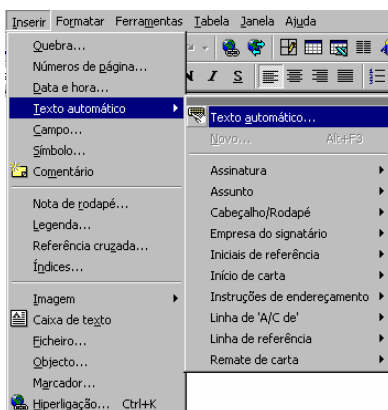 Inserir Formatar Ferramentas Tabela Janela Ajuda
Quebra...
Números de página...
Data e hora...
Texto automático
Campo...
Símbolo...
Comentário
Nota de rodapé...
Legenda...
Referência cruzada...
Índices...
Imagem
Caixa de texto
Ficheiro...
Objecto...
Marcador...
Hiperligação... Ctrl+K
N I S
Texto automático...
Novo... Alt+F3
Assinatura
Assunto
Cabeçalho/Rodapé
Empresa do signatário
Iniciais de referência
Início de carta
Instruções de endereçamento
Linha de 'A/C de'
Linha de referência
Remate de carta